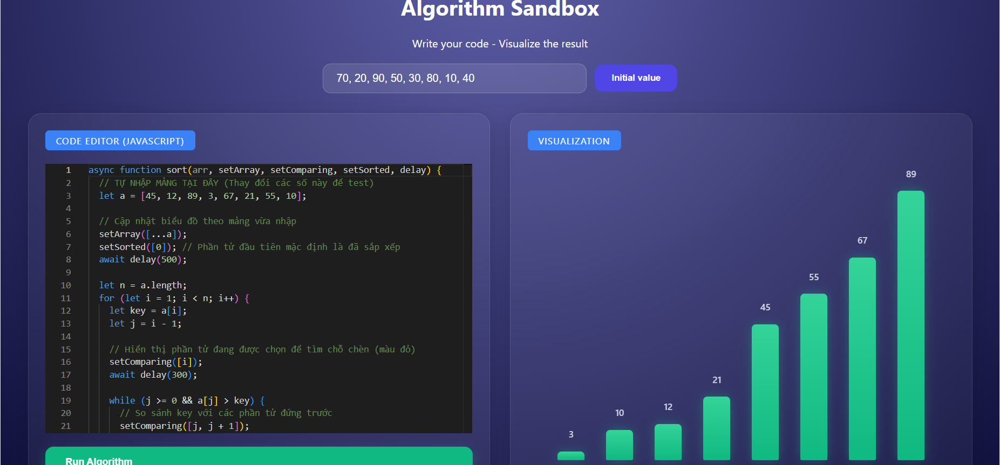 Algorithm Sandbox
Write your code - Visualize the result
70, 20, 90, 50, 30, 80, 10, 40
Initial value
CODE EDITOR (JAVASCRIPT)
1 async function sort(arr, setArray, setComparing, setSorted, delay) {
2 // TỰ NHẬP MẢNG TẠI ĐÂY (Thay đổi các số này để test)
3 let a = [45, 12, 89, 3, 67, 21, 55, 10];
4
5 // Cập nhật biểu đồ theo mảng vừa nhập
6 setArray([...a]);
7 setSorted([0]); // Phần tử đầu tiên mặc định là đã sắp xếp
8 await delay(500);
9
10 let n = a.length;
11 for (let i = 1; i < n; i++) {
12 let key = a[i];
13 let j = i - 1;
14
15 // Hiển thị phần tử đang được chọn để tìm chỗ chèn (màu đỏ)
16 setComparing([i]);
17 await delay(300);
18
19 while (j >= 0 && a[j] > key) {
20 // So sánh key với các phần tử đứng trước
21 setComparing([j, j + 1]);
Run Algorithm
VISUALIZATION
3
10
12
21
45
55
67
89